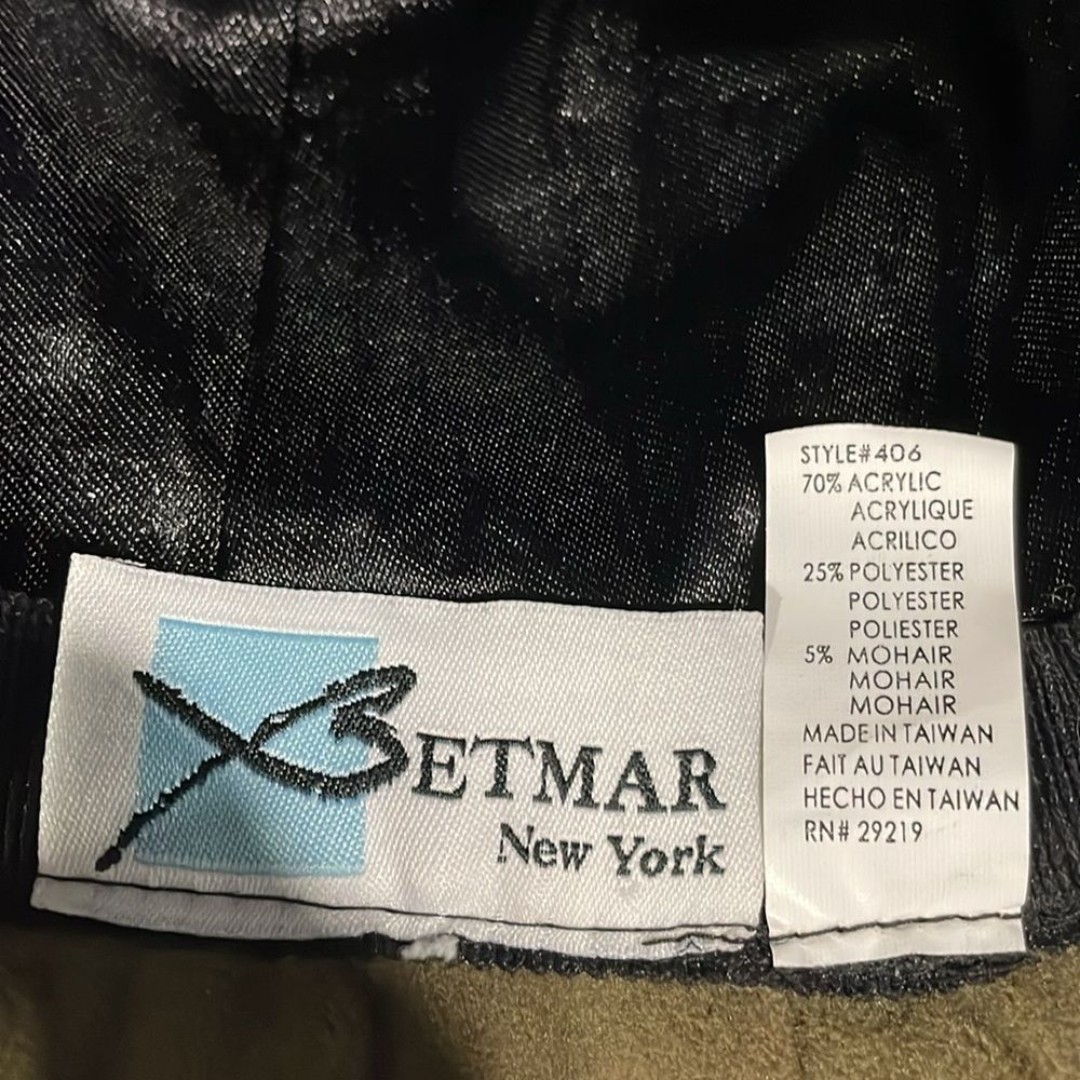 BETMAR
New York
STYLE#406
70% ACRYLIC
ACRYLIQUE
ACRILICO
25% POLYESTER
POLYESTER
POLIESTER
5% MOHAIR
MOHAIR
MOHAIR
MADE IN TAIWAN
FAIT AU TAIWAN
HECHO EN TAIWAN
RN# 29219